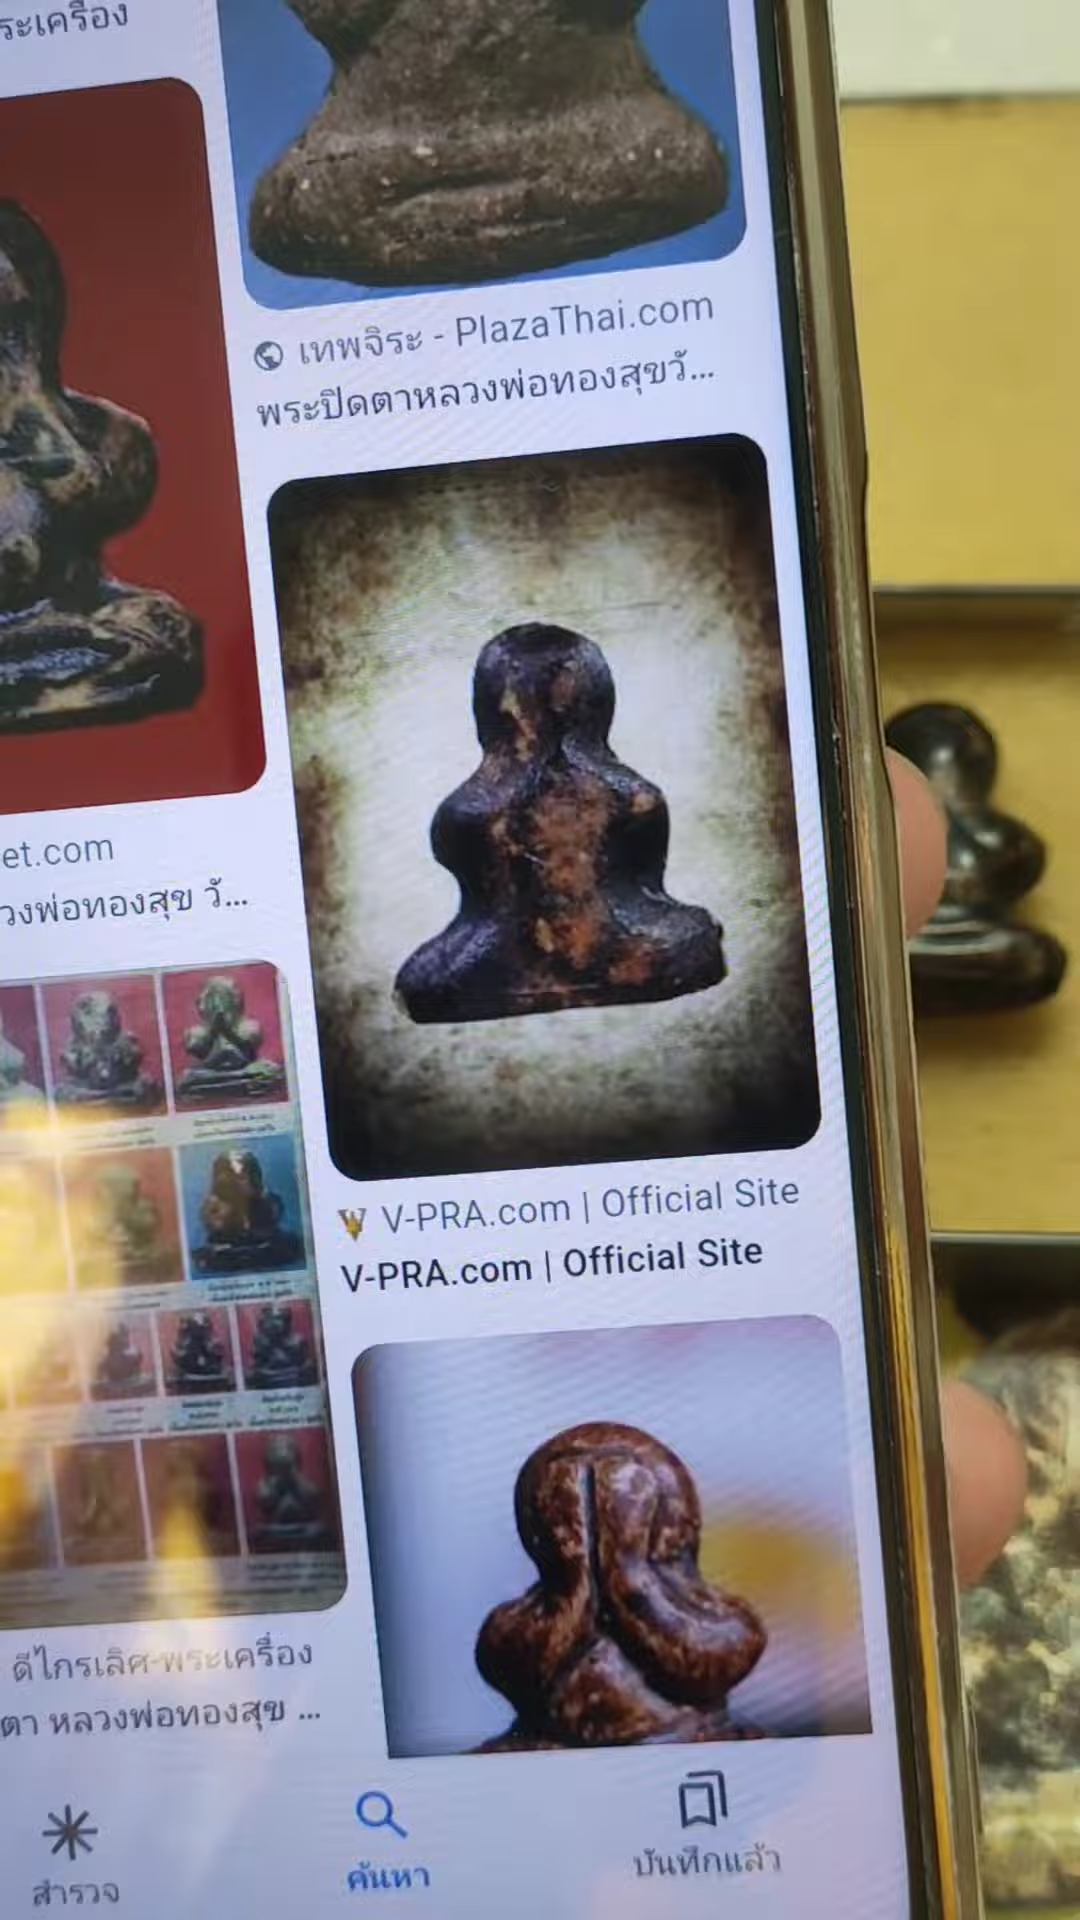 ระเครื่อง
เทพจิระ - PlazaThai.com
พระปิดตาหลวงพ่อทองสุขวั...
et.com
วงพ่อทองสุข วั...
V-PRA.com | Official Site
V-PRA.com | Official Site
ดีไกรเลิศ-พระเครื่อง
ตา หลวงพ่อทองสุข ...
สำรวจ
ค้นหา
บันทึกแล้ว